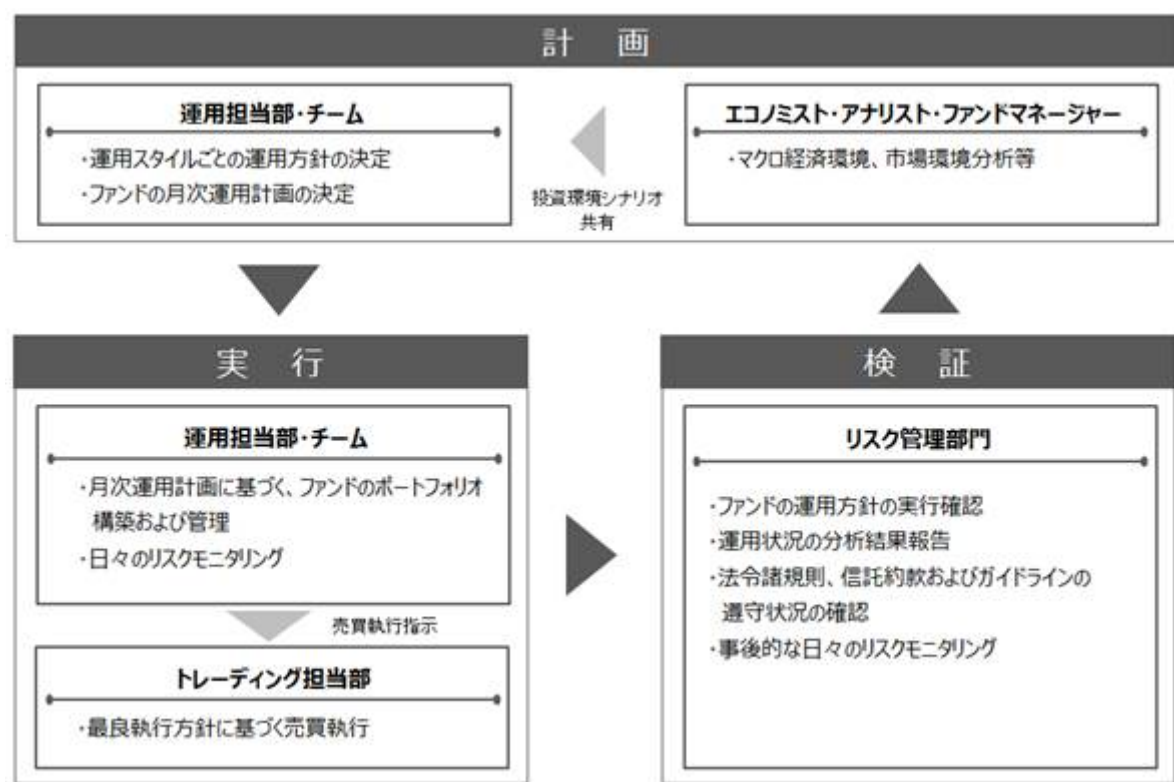 計 画
運用担当部・チーム
・運用スタイルごとの運用方針の決定
・ファンドの月次運用計画の決定
投資環境シナリオ
共有
エコノミスト・アナリスト・ファンドマネージャー
・マクロ経済環境、市場環境分析等
実 行
運用担当部・チーム
・月次運用計画に基づく、ファンドのポートフォリオ
構築および管理
・日々のリスクモニタリング
売買執行指示
トレーディング担当部
・最良執行方針に基づく売買執行
検 証
リスク管理部門
・ファンドの運用方針の実行確認
・運用状況の分析結果報告
・法令諸規則、信託約款およびガイドラインの
遵守状況の確認
・事後的な日々のリスクモニタリング